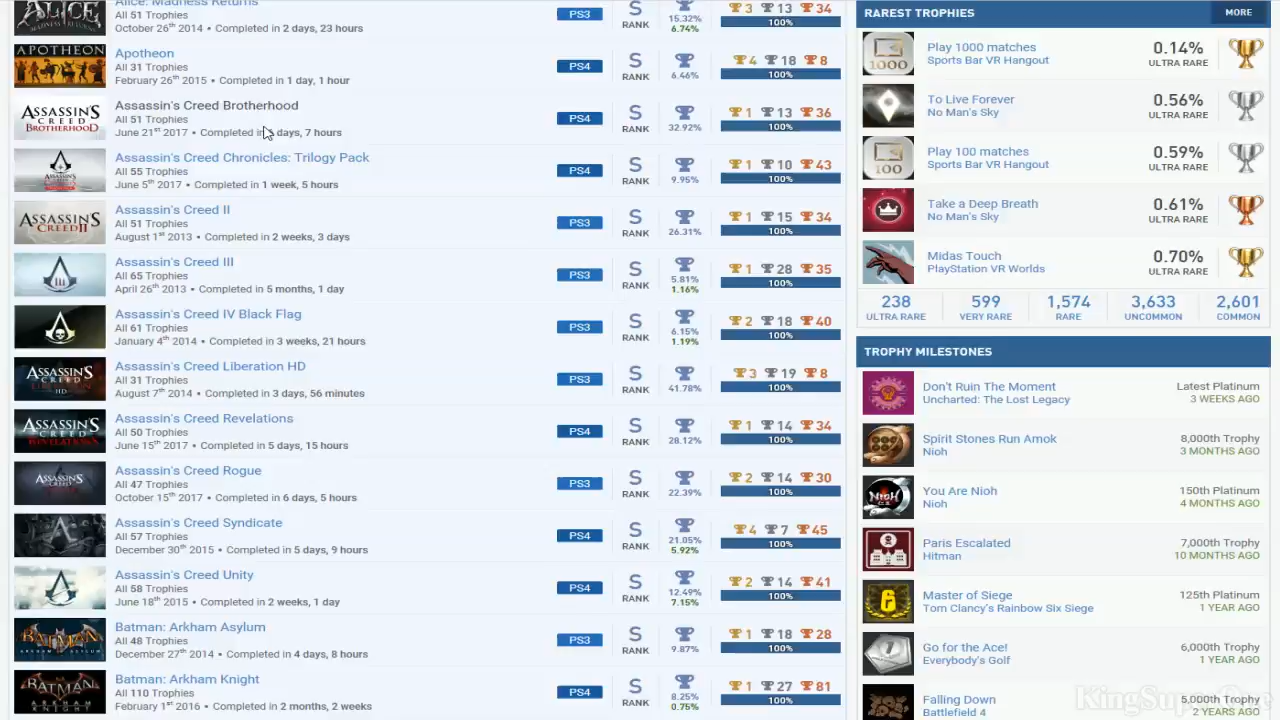 Alice: Madness Returns
All 51 Trophies
October 26th 2014 • Completed in 2 days, 23 hours
PS3
S
RANK
15.32%
6.74%
3 13 34
100%
APOTHEON
Apotheon
All 31 Trophies
February 26th 2015 • Completed in 1 day, 1 hour
PS4
S
RANK
6.46%
4 18 8
100%
ASSASSIN'S CREED BROTHERHOOD
Assassin's Creed Brotherhood
All 51 Trophies
June 21st 2017 • Completed in days, 7 hours
PS4
S
RANK
32.92%
1 13 36
100%
Assassin's Creed Chronicles: Trilogy Pack
All 55 Trophies
June 5th 2017 • Completed in 1 week, 5 hours
PS4
S
RANK
9.95%
1 10 43
100%
ASSASSIN'S CREED II
Assassin's Creed II
All 51 Trophies
August 1st 2013 • Completed in 2 weeks, 3 days
PS3
S
RANK
26.31%
1 15 34
100%
Assassin's Creed III
All 65 Trophies
April 26th 2013 • Completed in 5 months, 1 day
PS3
S
RANK
5.81%
1.16%
1 28 35
100%
Assassin's Creed IV Black Flag
All 61 Trophies
January 4th 2014 • Completed in 3 weeks, 21 hours
PS3
S
RANK
6.15%
1.19%
2 18 40
100%
ASSASSIN'S CREED LIBERATION HD
Assassin's Creed Liberation HD
All 31 Trophies
August 7th 2014 • Completed in 3 days, 56 minutes
PS3
S
RANK
41.78%
3 19 8
100%
ASSASSIN'S CREED REVELATIONS
Assassin's Creed Revelations
All 50 Trophies
June 15th 2017 • Completed in 5 days, 15 hours
PS4
S
RANK
28.12%
1 14 34
100%
Assassin's Creed Rogue
All 47 Trophies
October 15th 2017 • Completed in 6 days, 5 hours
PS3
S
RANK
22.39%
2 14 30
100%
Assassin's Creed Syndicate
All 57 Trophies
December 30th 2015 • Completed in 5 days, 9 hours
PS4
S
RANK
21.05%
5.92%
4 7 45
100%
Assassin's Creed Unity
All 58 Trophies
June 18th 2015 • Completed in 2 weeks, 1 day
PS4
S
RANK
12.49%
7.15%
2 14 41
100%
BATMAN
Batman: Arkham Asylum
All 48 Trophies
December 27th 2014 • Completed in 4 days, 8 hours
PS3
S
RANK
9.87%
1 18 28
100%
BATMAN
ARKHAM KNIGHT
Batman: Arkham Knight
All 110 Trophies
February 1st 2016 • Completed in 2 months, 2 weeks
PS4
S
RANK
8.25%
0.75%
1 27 81
100%
RAREST TROPHIES
MORE
1000
Play 1000 matches
Sports Bar VR Hangout
0.14%
ULTRA RARE
To Live Forever
No Man's Sky
0.56%
ULTRA RARE
100
Play 100 matches
Sports Bar VR Hangout
0.59%
ULTRA RARE
Take a Deep Breath
No Man's Sky
0.61%
ULTRA RARE
Midas Touch
PlayStation VR Worlds
0.70%
ULTRA RARE
238 599 1,574 3,633 2,601
ULTRA RARE VERY RARE RARE UNCOMMON COMMON
TROPHY MILESTONES
Don't Ruin The Moment
Uncharted: The Lost Legacy
Latest Platinum
3 WEEKS AGO
Spirit Stones Run Amok
Nioh
8,000th Trophy
3 MONTHS AGO
You Are Nioh
Nioh
150th Platinum
4 MONTHS AGO
Paris Escalated
Hitman
7,000th Trophy
10 MONTHS AGO
Master of Siege
Tom Clancy's Rainbow Six Siege
125th Platinum
1 YEAR AGO
Go for the Ace!
Everybody's Golf
6,000th Trophy
1 YEAR AGO
Falling Down
Battlefield 4
5,000th Trophy
2 YEARS AGO